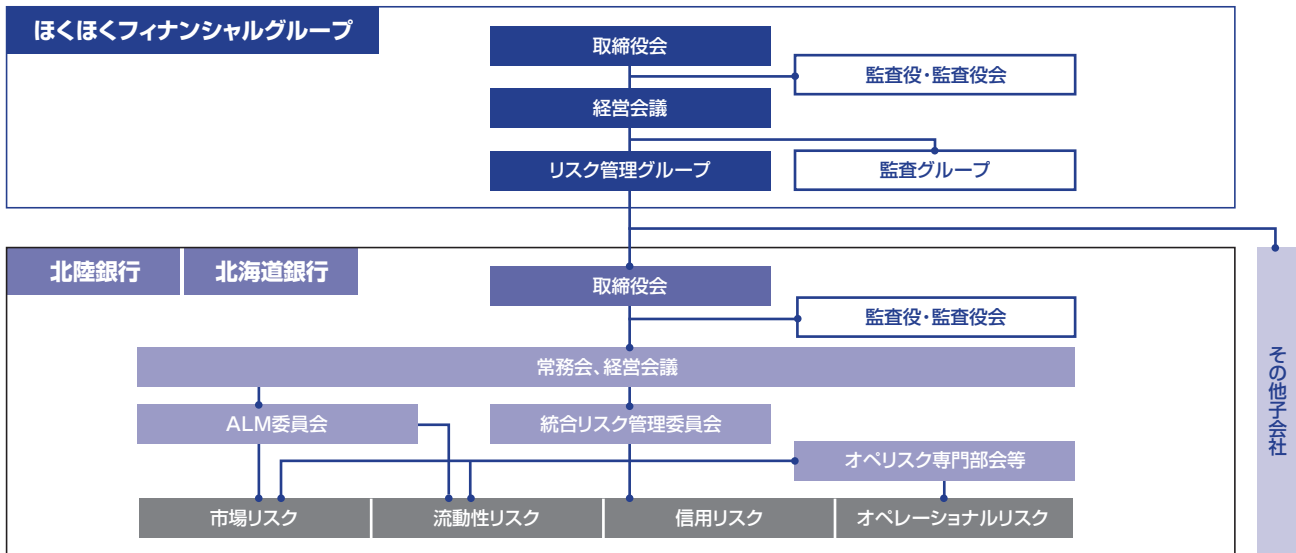 ほくほくフィナンシャルグループ
取締役会
監査役・監査役会
経営会議
リスク管理グループ
監査グループ
北陸銀行
北海道銀行
取締役会
監査役・監査役会
常務会、経営会議
ALM委員会
統合リスク管理委員会
オペリスク専門部会等
市場リスク
流動性リスク
信用リスク
オペレーショナルリスク
その他子会社